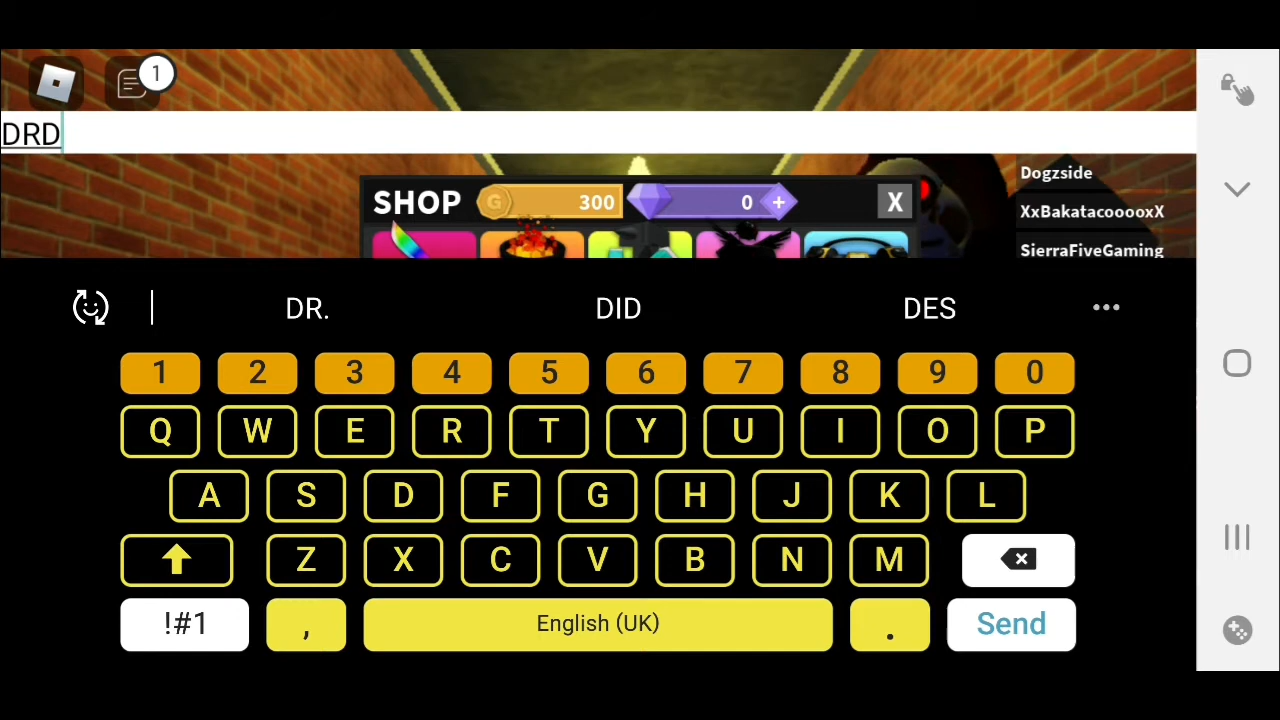 1
DRD
Dogzside
SHOP G 300 0 + X
XxBakatacooooxX
SierraFiveGaming
DR. DID DES •••
1 2 3 4 5 6 7 8 9 0
Q W E R T Y U I O P
A S D F G H J K L
Z X C V B N M
!#1 , English (UK) . Send